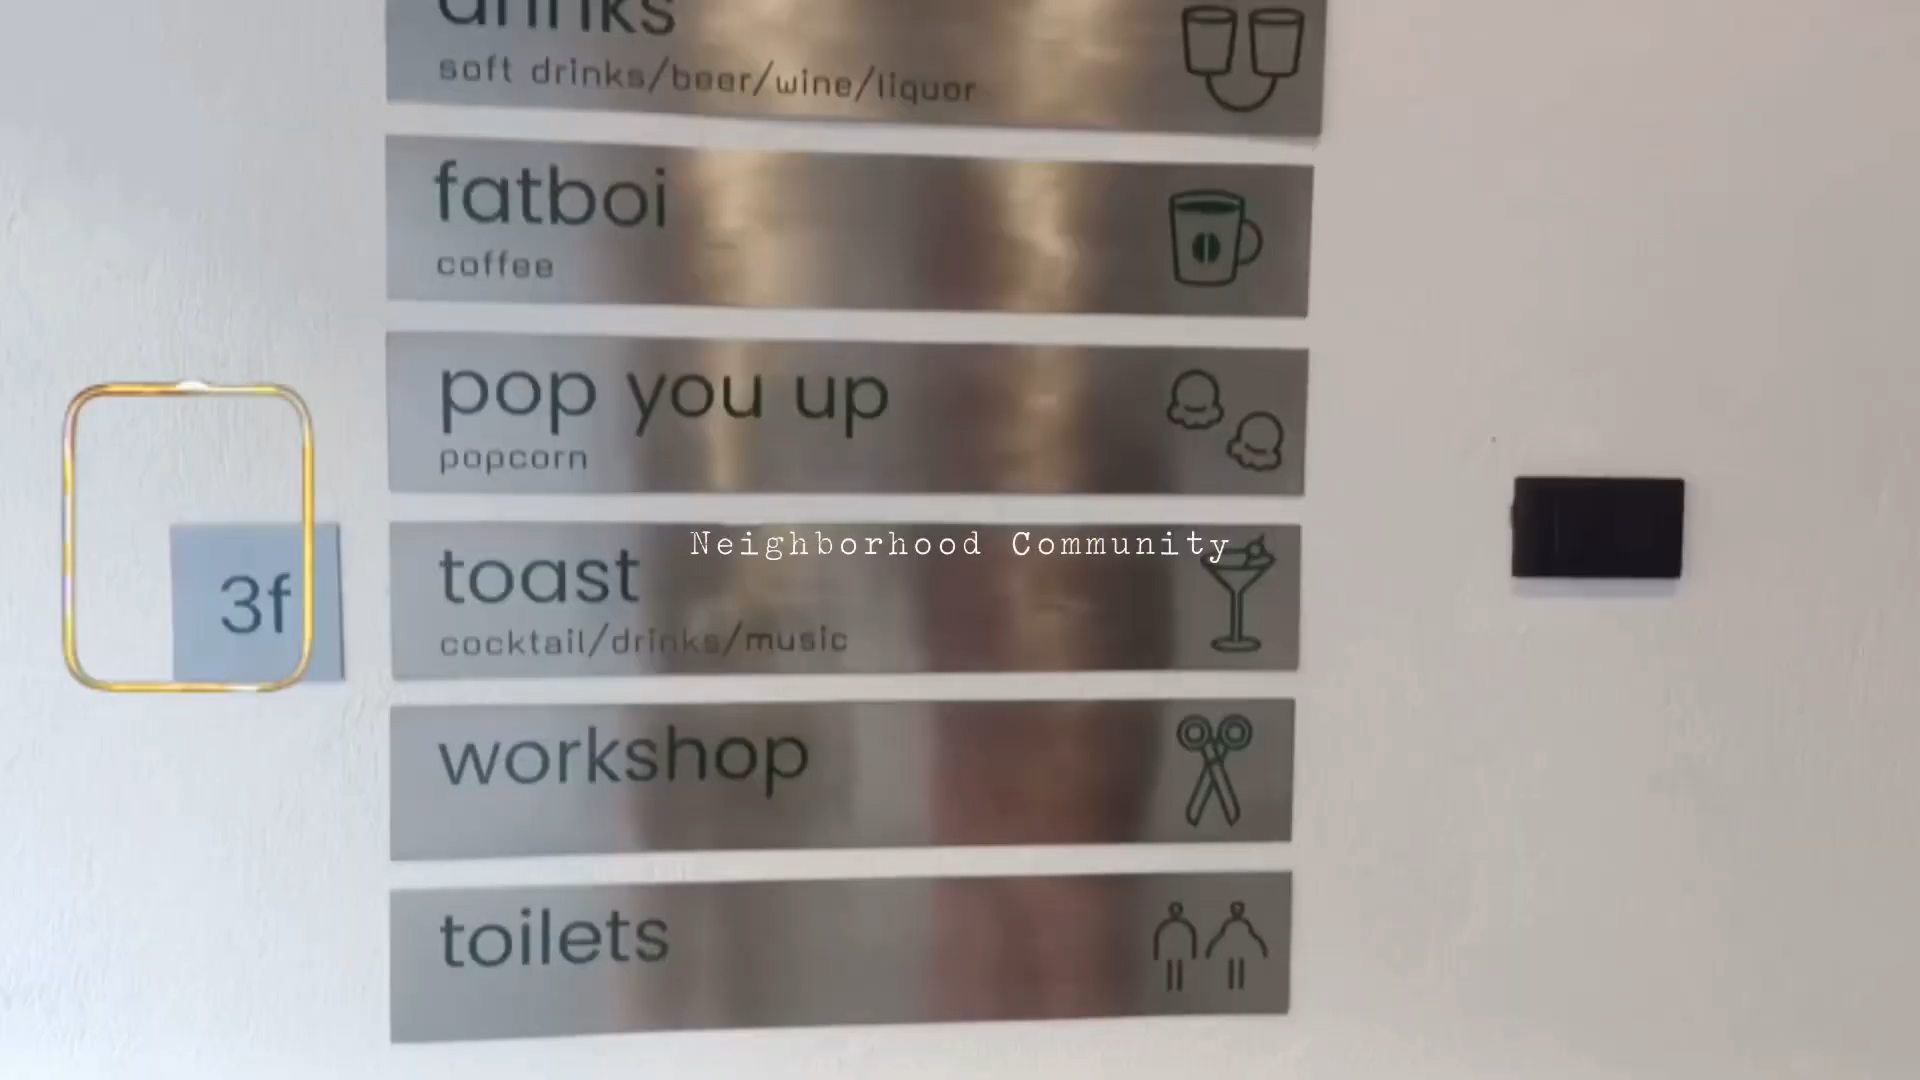 drinks
soft drinks/beer/wine/liquor
fatboi
coffee
pop you up
popcorn
Neighborhood Community
3f
toast
cocktail/drinks/music
workshop
toilets